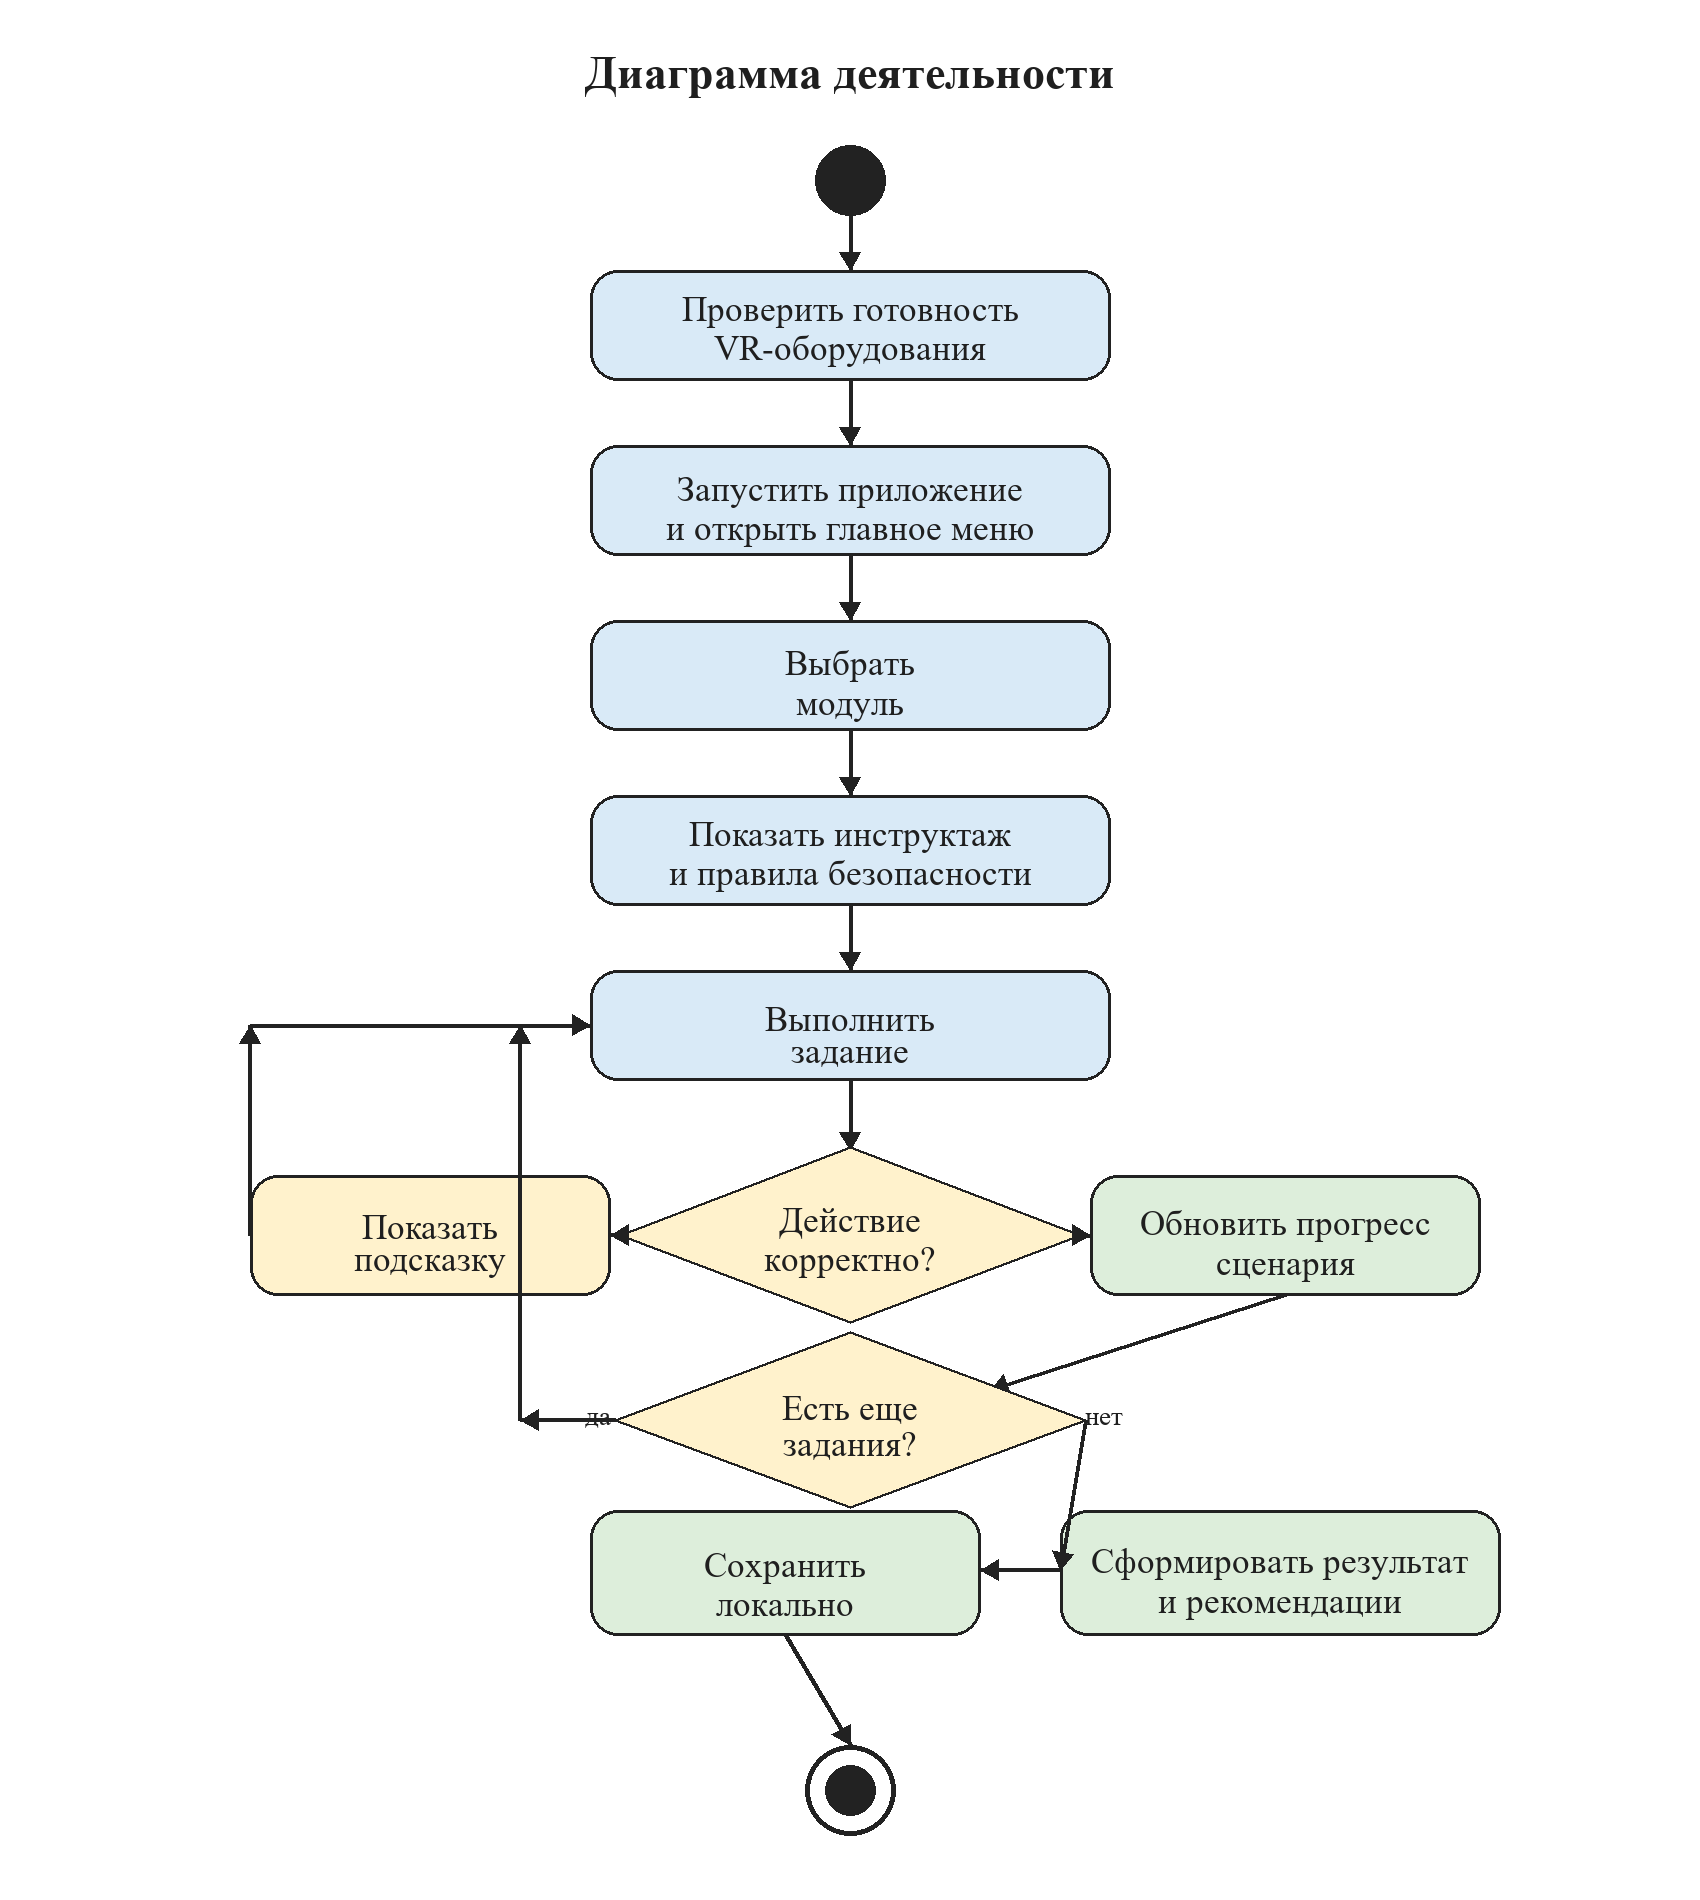 Диаграмма деятельности
Проверить готовность
VR-оборудования
Запустить приложение
и открыть главное меню
Выбрать
модуль
Показать инструктаж
и правила безопасности
Выполнить
задание
Показать
подсказку
Действие
корректно?
Обновить прогресс
сценария
да
Есть еще
задания?
нет
Сохранить
локально
Сформировать результат
и рекомендации